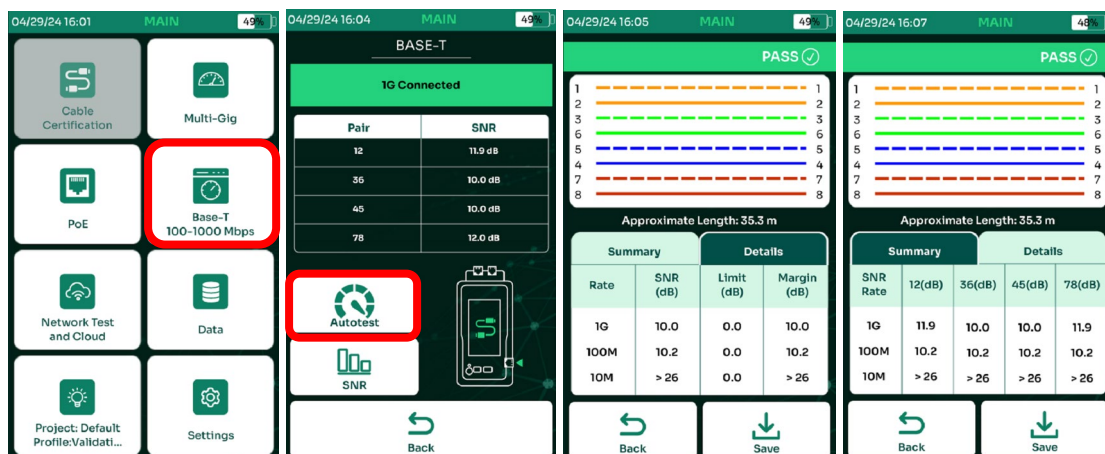 04/29/24 16:01 MAIN 49%
Cable
Certification
Multi-Gig
PoE
Base-T
100-1000 Mbps
Network Test
and Cloud
Data
Project: Default
Profile:Validati...
Settings
04/29/24 16:04 MAIN 49%
BASE-T
1G Connected
Pair SNR
12 11.9 dB
36 10.0 dB
45 10.0 dB
78 12.0 dB
Autotest
SNR
Back
04/29/24 16:05 MAIN 49%
PASS
1 1
2 2
3 3
6 6
5 5
4 4
7 7
8 8
Approximate Length: 35.3 m
Summary Details
Rate SNR (dB) Limit (dB) Margin (dB)
1G 10.0 0.0 10.0
100M 10.2 0.0 10.2
10M > 26 0.0 > 26
Back Save
04/29/24 16:07 MAIN 48%
PASS
1 1
2 2
3 3
6 6
5 5
4 4
7 7
8 8
Approximate Length: 35.3 m
Summary Details
SNR Rate 12(dB) 36(dB) 45(dB) 78(dB)
1G 11.9 10.0 10.0 11.9
100M 10.2 10.2 10.2 10.2
10M > 26 > 26 > 26 > 26
Back Save